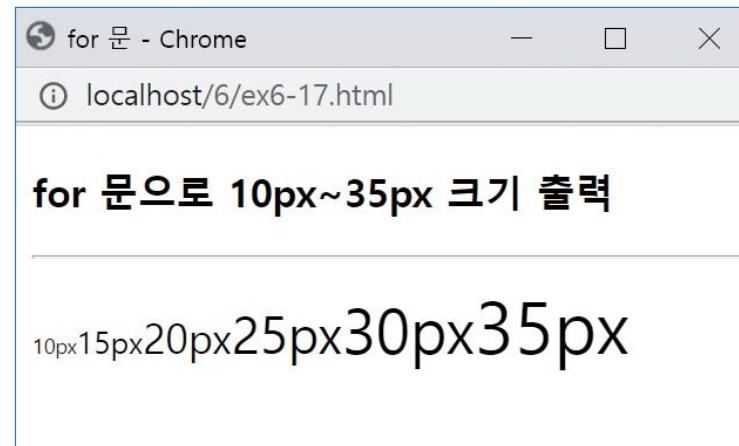 for 문 - Chrome
localhost/6/ex6-17.html
for 문으로 10px~35px 크기 출력
10px15px20px25px30px35px